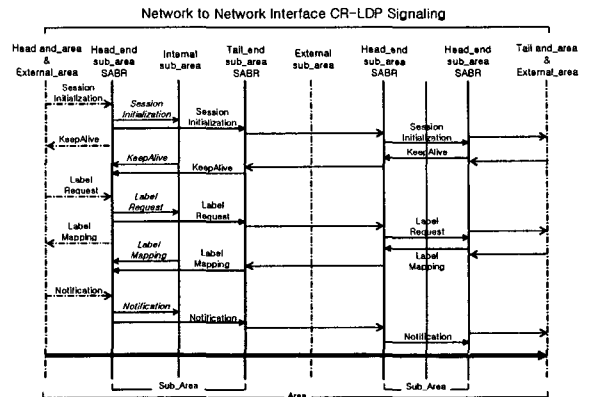 Network to Network Interface CR-LDP Signaling
Head and_area
&
External_area
Head_end
sub_area
SABR
Internal
sub_area
Tail_end
sub_area
SABR
External
sub_area
Head_end
sub_area
SABR
Head_end
sub_area
SABR
Tail and_area
&
External_area
Session
Initialization
Session
Initialization
Session
Initialization
Session
Initialization
KeepAlive
KeepAlive
KeepAlive
KeepAlive
Label
Request
Label
Request
Label
Request
Label
Request
Label
Mapping
Label
Mapping
Label
Mapping
Label
Mapping
Notification
Notification
Notification
Notification
Sub_Area
Sub_Area
Area